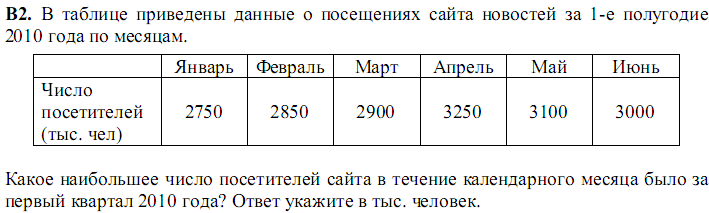 В2. В таблице приведены данные о посещениях сайта новостей за 1-е полугодие
2010 года по месяцам.
Январь Февраль Март Апрель Май Июнь
Число
посетителей 2750 2850 2900 3250 3100 3000
(тыс. чел)
Какое наибольшее число посетителей сайта в течение календарного месяца было за
первый квартал 2010 года? Ответ укажите в тыс. человек.